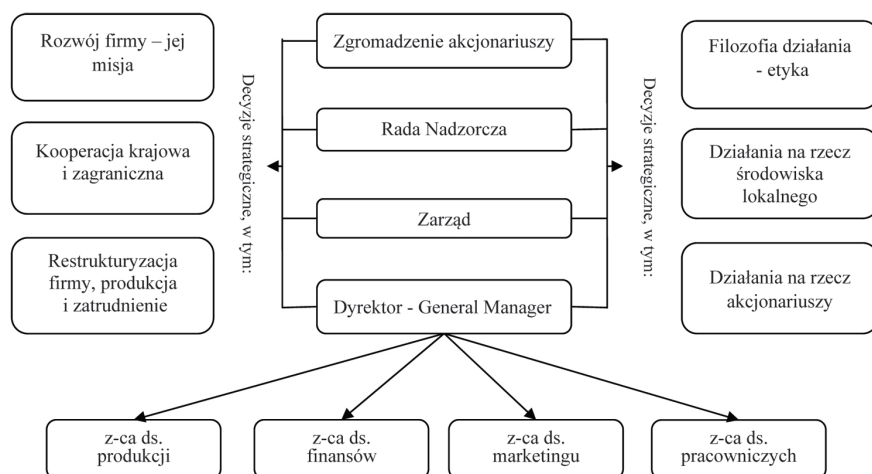 Rozwój firmy – jej
misja
Kooperacja krajowa
i zagraniczna
Restrukturyzacja
firmy, produkcja
i zatrudnienie
Decyzje strategiczne, w tym:
Zgromadzenie akcjonariuszy
Rada Nadzorcza
Zarząd
Dyrektor - General Manager
Decyzje strategiczne, w tym:
Filozofia działania
- etyka
Działania na rzecz
środowiska
lokalnego
Działania na rzecz
akcjonariuszy
z-ca ds.
produkcji
z-ca ds.
finansów
z-ca ds.
marketingu
z-ca ds.
pracowniczych